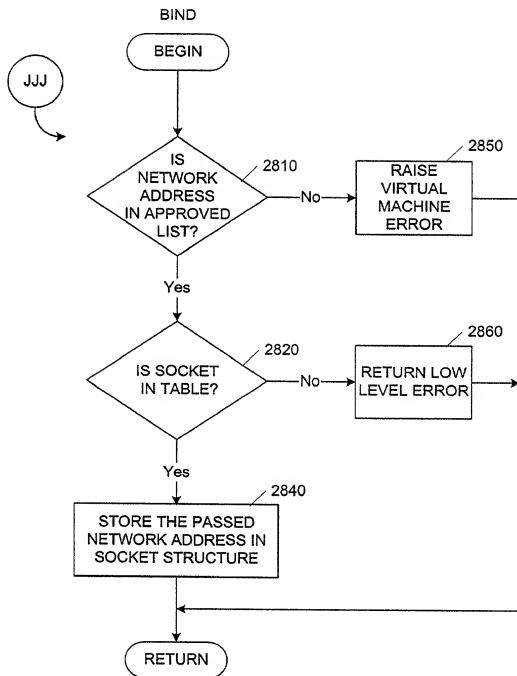 BIND
BEGIN
JJJ
IS
NETWORK
ADDRESS
IN APPROVED
LIST?
2810
No
2850
RAISE
VIRTUAL
MACHINE
ERROR
Yes
IS SOCKET
IN TABLE?
2820
No
2860
RETURN LOW
LEVEL ERROR
Yes
2840
STORE THE PASSED
NETWORK ADDRESS IN
SOCKET STRUCTURE
RETURN